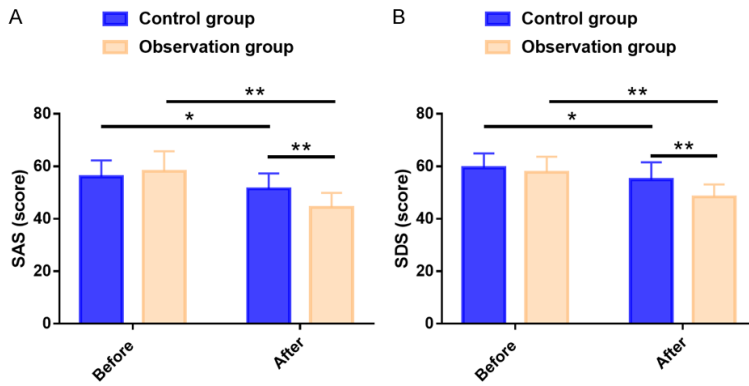 A
Control group
Observation group
**
*
**
80
60
40
20
0
SAS (score)
Before
After
B
Control group
Observation group
**
*
**
80
60
40
20
0
SDS (score)
Before
After